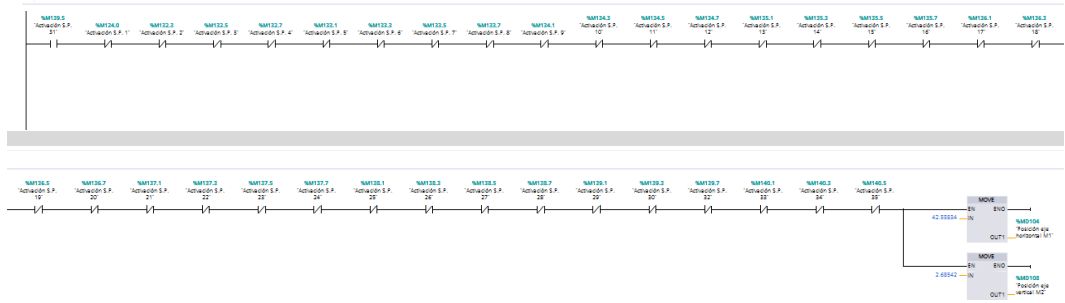 %M139.5 %M124.0 %M132.2 %M132.5 %M132.7 %M133.1 %M133.3 %M133.5 %M133.7 %M124.1 %M134.3 %M134.5 %M134.7 %M135.1 %M135.3 %M135.5 %M135.7 %M136.1 %M136.3
"Activación S.P. "Activación S.P. 1" "Activación S.P. 2" "Activación S.P. 3" "Activación S.P. 4" "Activación S.P. 5" "Activación S.P. 6" "Activación S.P. 7" "Activación S.P. 8" "Activación S.P. 9" "Activación S.P. "Activación S.P. "Activación S.P. "Activación S.P. "Activación S.P. "Activación S.P. "Activación S.P. "Activación S.P. "Activación S.P.
31" 10" 11" 12" 13" 14" 15" 16" 17" 18"
%M136.5 %M136.7 %M137.1 %M137.3 %M137.5 %M137.7 %M138.1 %M138.3 %M138.5 %M138.7 %M139.1 %M139.3 %M139.7 %M140.1 %M140.3 %M140.5
"Activación S.P. "Activación S.P. "Activación S.P. "Activación S.P. "Activación S.P. "Activación S.P. "Activación S.P. "Activación S.P. "Activación S.P. "Activación S.P. "Activación S.P. "Activación S.P. "Activación S.P. "Activación S.P. "Activación S.P. "Activación S.P.
19" 20" 21" 22" 23" 24" 25" 26" 27" 28" 29" 30" 32" 33" 34" 35"
MOVE
EN ENO
IN
%MD104
"Posición eje
horizontal M1"
OUT1
MOVE
EN ENO
IN
%MD108
"Posición eje
vertical M2"
OUT1